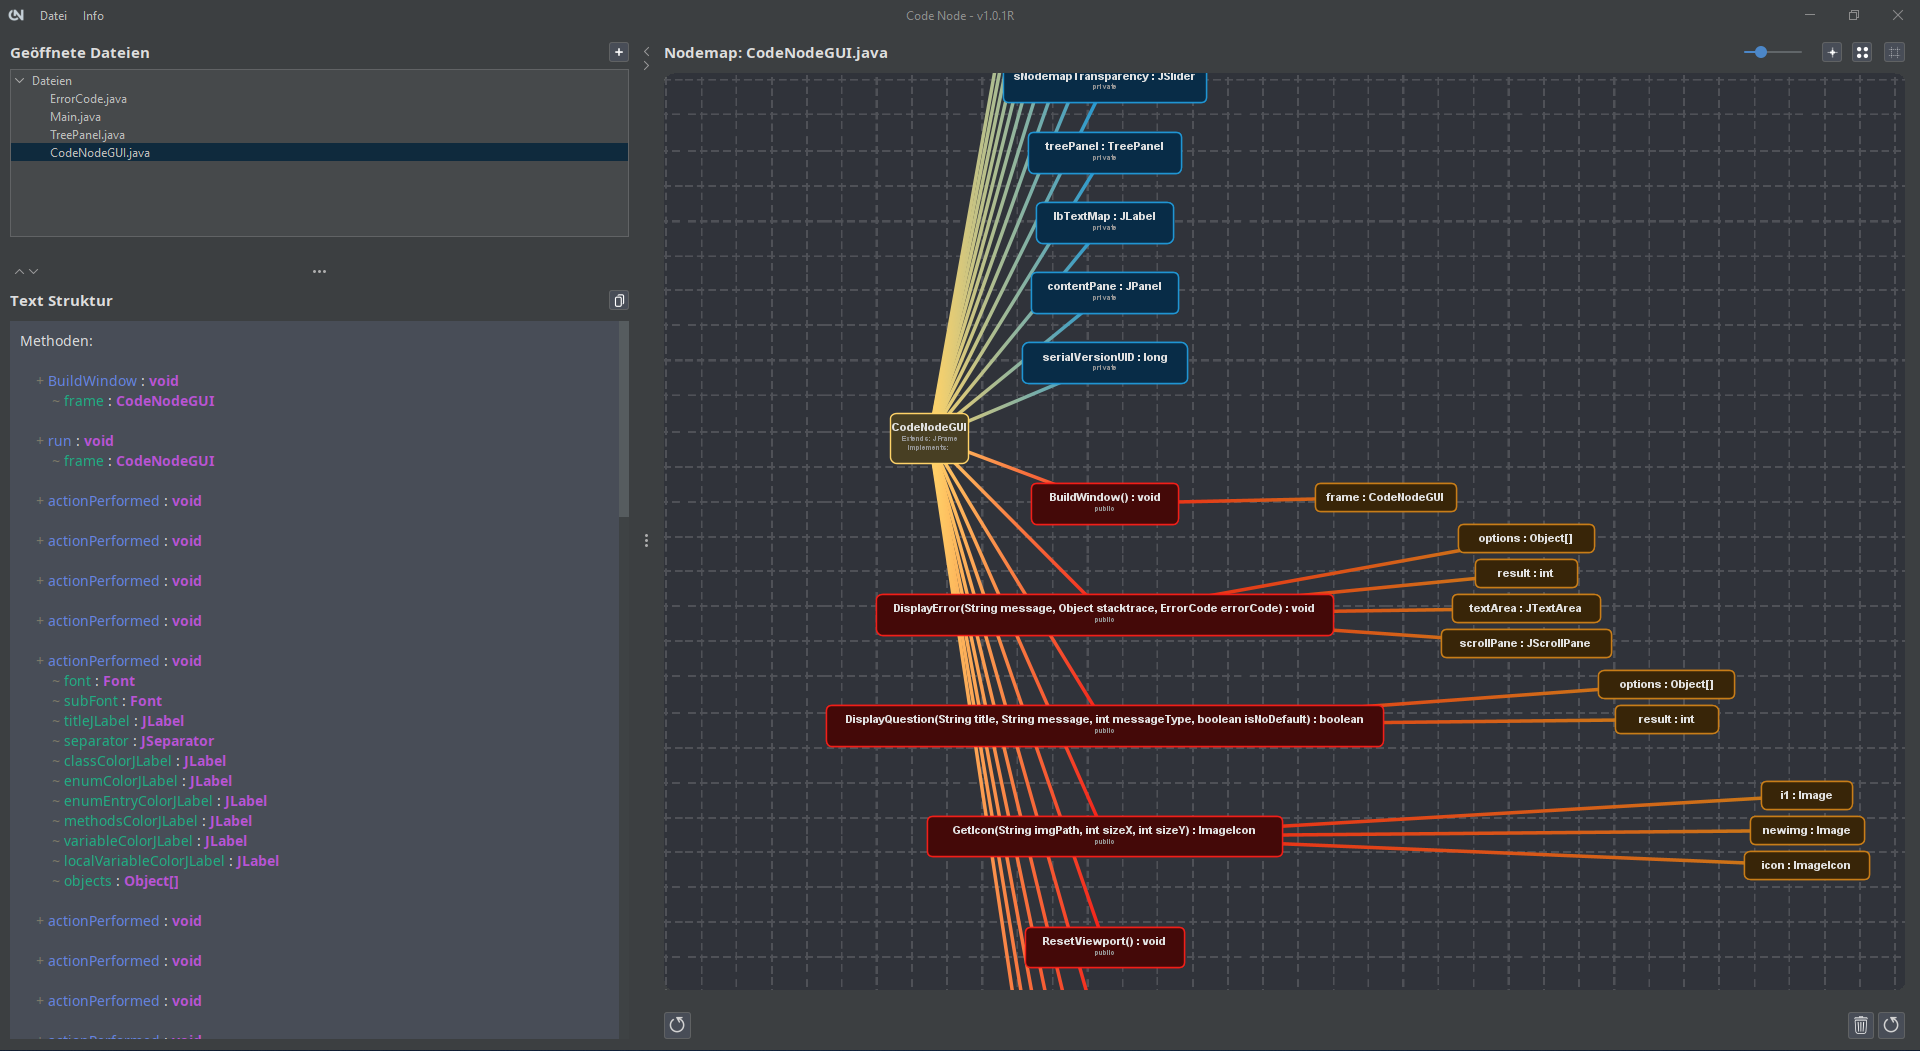 Datei Info
Code Node - v1.0.1R
Geöffnete Dateien
Dateien
ErrorCode.java
Main.java
TreePanel.java
CodeNodeGUI.java
Text Struktur
Methoden:
+ BuildWindow : void
~ frame : CodeNodeGUI
+ run : void
~ frame : CodeNodeGUI
+ actionPerformed : void
+ actionPerformed : void
+ actionPerformed : void
+ actionPerformed : void
+ actionPerformed : void
~ font : Font
~ subFont : Font
~ titleJLabel : JLabel
~ separator : JSeparator
~ classColorJLabel : JLabel
~ enumColorJLabel : JLabel
~ enumEntryColorJLabel : JLabel
~ methodsColorJLabel : JLabel
~ variableColorJLabel : JLabel
~ localVariableColorJLabel : JLabel
~ objects : Object[]
+ actionPerformed : void
+ actionPerformed : void
+ actionPerformed : void
+ actionPerformed : void
Nodemap: CodeNodeGUI.java
sNodemapTransparency : JSlider
private
treePanel : TreePanel
private
lbTextMap : JLabel
private
contentPane : JPanel
private
serialVersionUID : long
private
CodeNodeGUI
Extends: JFrame
Implements:
BuildWindow() : void
public
frame : CodeNodeGUI
DisplayError(String message, Object stacktrace, ErrorCode errorCode) : void
public
options : Object[]
result : int
textArea : JTextArea
scrollPane : JScrollPane
DisplayQuestion(String title, String message, int messageType, boolean isNoDefault) : boolean
public
options : Object[]
result : int
GetIcon(String imgPath, int sizeX, int sizeY) : ImageIcon
public
i1 : Image
newimg : Image
icon : ImageIcon
ResetViewport() : void
public